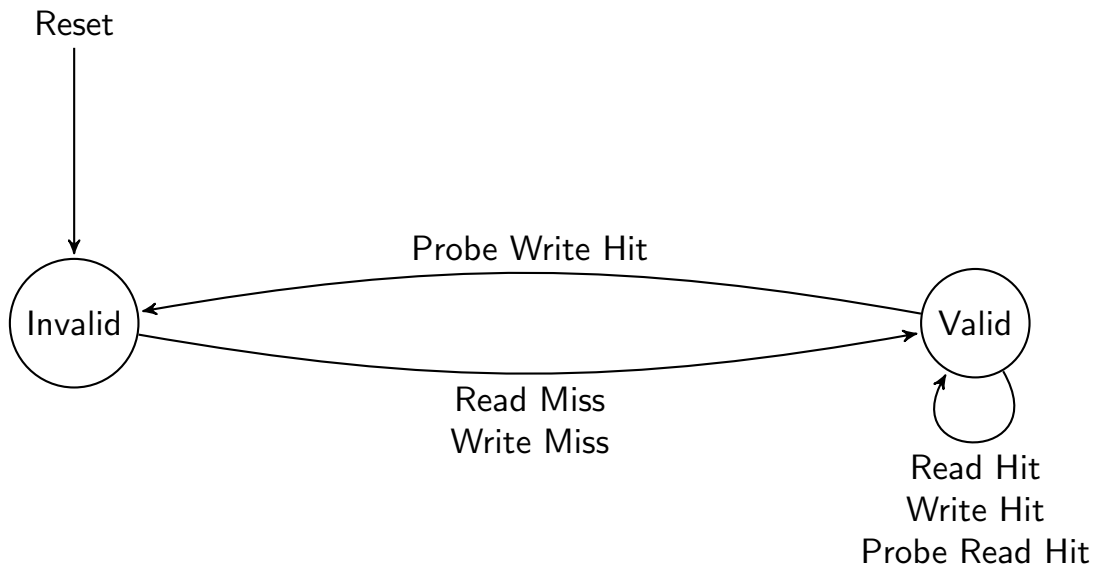 Reset
Probe Write Hit
Invalid
Valid
Read Miss
Write Miss
Read Hit
Write Hit
Probe Read Hit